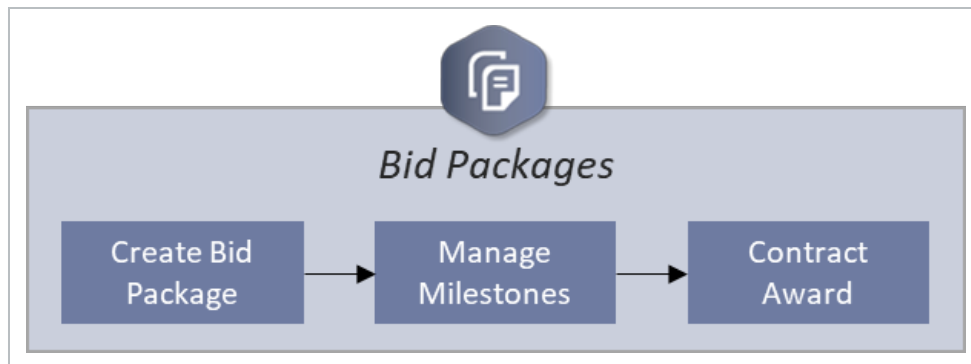 Bid Packages
Create Bid
Package
Manage
Milestones
Contract
Award